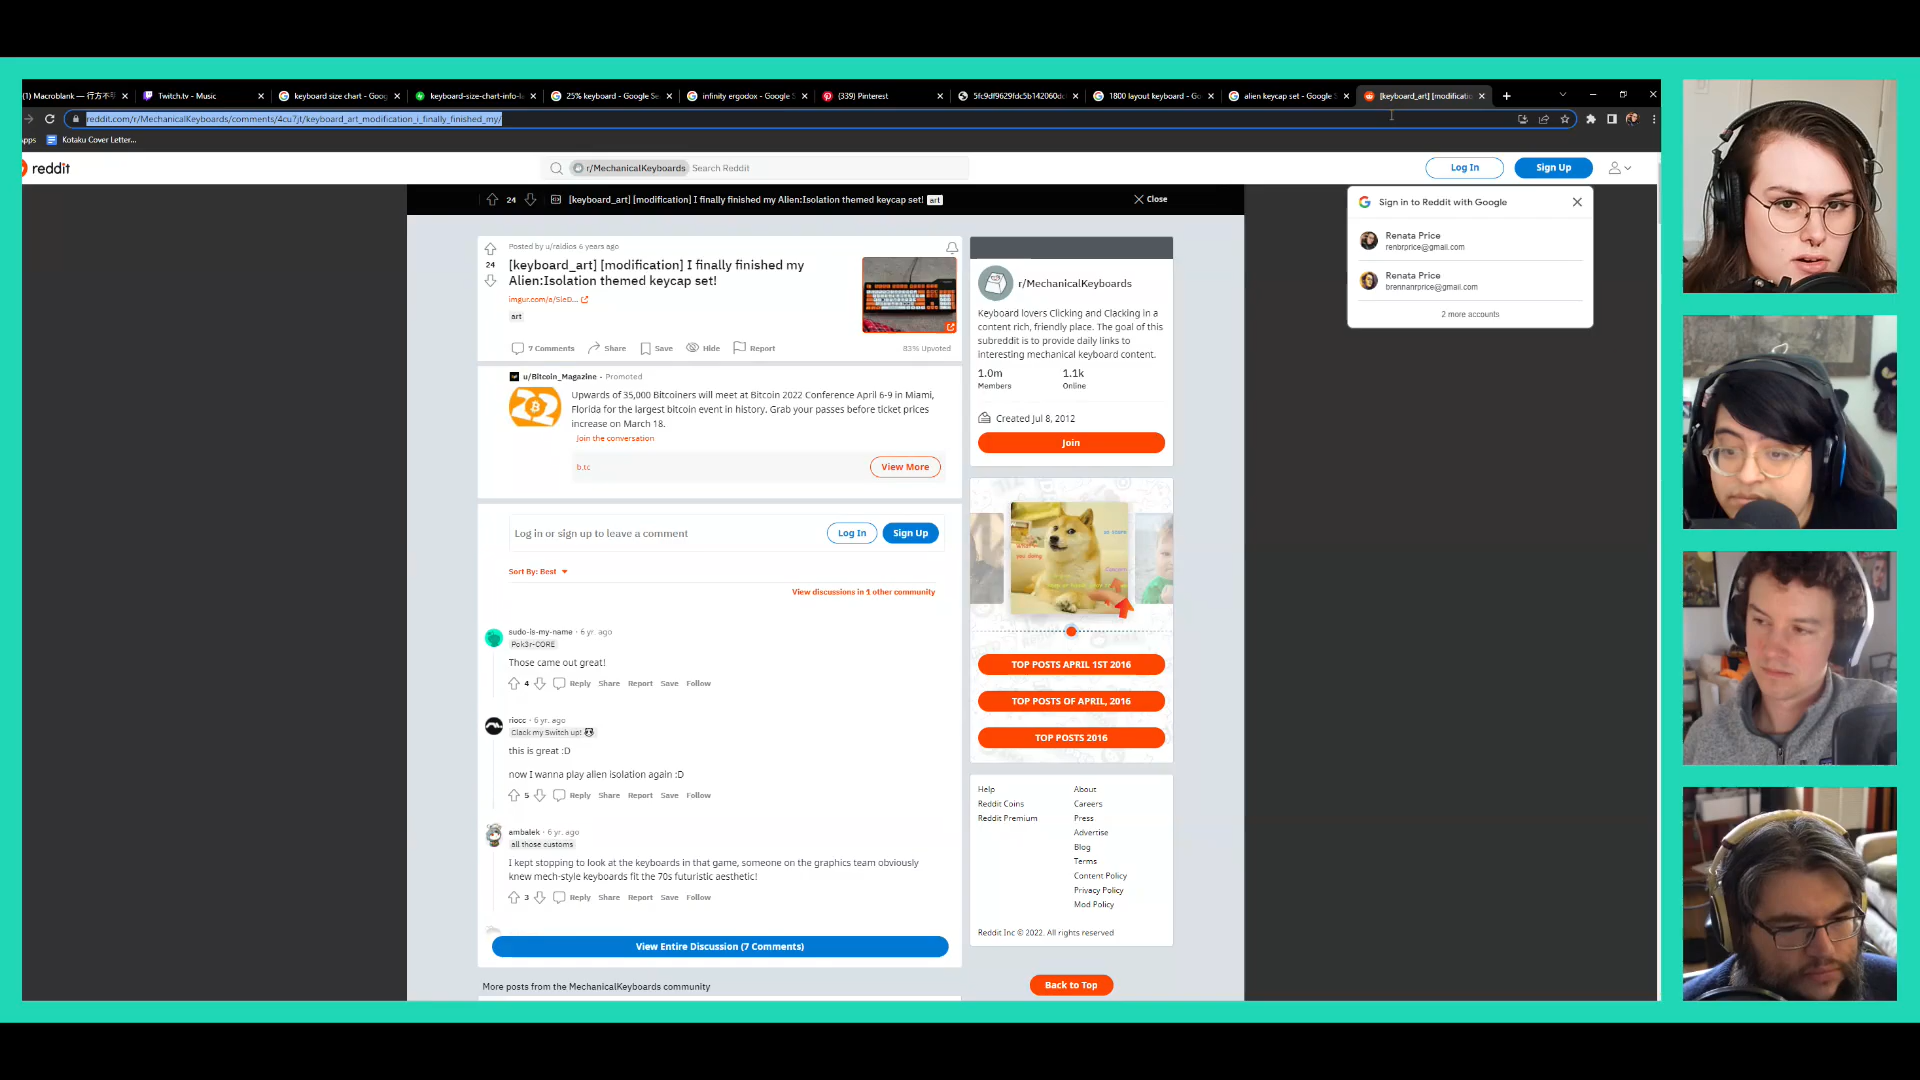 (1) Macroblank —
Twitch.tv - Music
keyboard size chart - Goog
keyboard-size-chart-info-
25% keyboard - Google Se
infinity ergodox - Google S
(339) Pinterest
1800 layout keyboard - Go
alien keycap set - Google S
[keyboard_art] [modificatio
reddit.com/r/MechanicalKeyboards/comments/4cu7jt/keyboard_art_modification_i_finally_finished_my/
Apps
Kotaku Cover Letter...
reddit
r/MechanicalKeyboards
Search Reddit
Log In
Sign Up
24
[keyboard_art] [modification] I finally finished my Alien:Isolation themed keycap set!
art
Close
Sign in to Reddit with Google
Renata Price
renbrprice@gmail.com
Renata Price
brennanrprice@gmail.com
2 more accounts
Posted by u/raldios 6 years ago
24
[keyboard_art] [modification] I finally finished my
Alien:Isolation themed keycap set!
imgur.com/a/SleD...
art
7 Comments
Share
Save
Hide
Report
83% Upvoted
u/Bitcoin_Magazine · Promoted
Upwards of 35,000 Bitcoiners will meet at Bitcoin 2022 Conference April 6-9 in Miami,
Florida for the largest bitcoin event in history. Grab your passes before ticket prices
increase on March 18.
Join the conversation
b.tc
View More
Log in or sign up to leave a comment
Log In
Sign Up
Sort By: Best
View discussions in 1 other community
sudo-is-my-name · 6 yr. ago
Pok3r-CORE
Those came out great!
4 Reply Share Report Save Follow
riocc · 6 yr. ago
Clack my Switch up!
this is great :D
now I wanna play alien isolation again :D
5 Reply Share Report Save Follow
ambalek · 6 yr. ago
all those customs
I kept stopping to look at the keyboards in that game, someone on the graphics team obviously
knew mech-style keyboards fit the 70s futuristic aesthetic!
3 Reply Share Report Save Follow
View Entire Discussion (7 Comments)
More posts from the MechanicalKeyboards community
r/MechanicalKeyboards
Keyboard lovers Clicking and Clacking in a
content rich, friendly place. The goal of this
subreddit is to provide daily links to
interesting mechanical keyboard content.
1.0m
Members
1.1k
Online
Created Jul 8, 2012
Join
TOP POSTS APRIL 1ST 2016
TOP POSTS OF APRIL, 2016
TOP POSTS 2016
Help
Reddit Coins
Reddit Premium
About
Careers
Press
Advertise
Blog
Terms
Content Policy
Privacy Policy
Mod Policy
Reddit Inc © 2022. All rights reserved
Back to Top